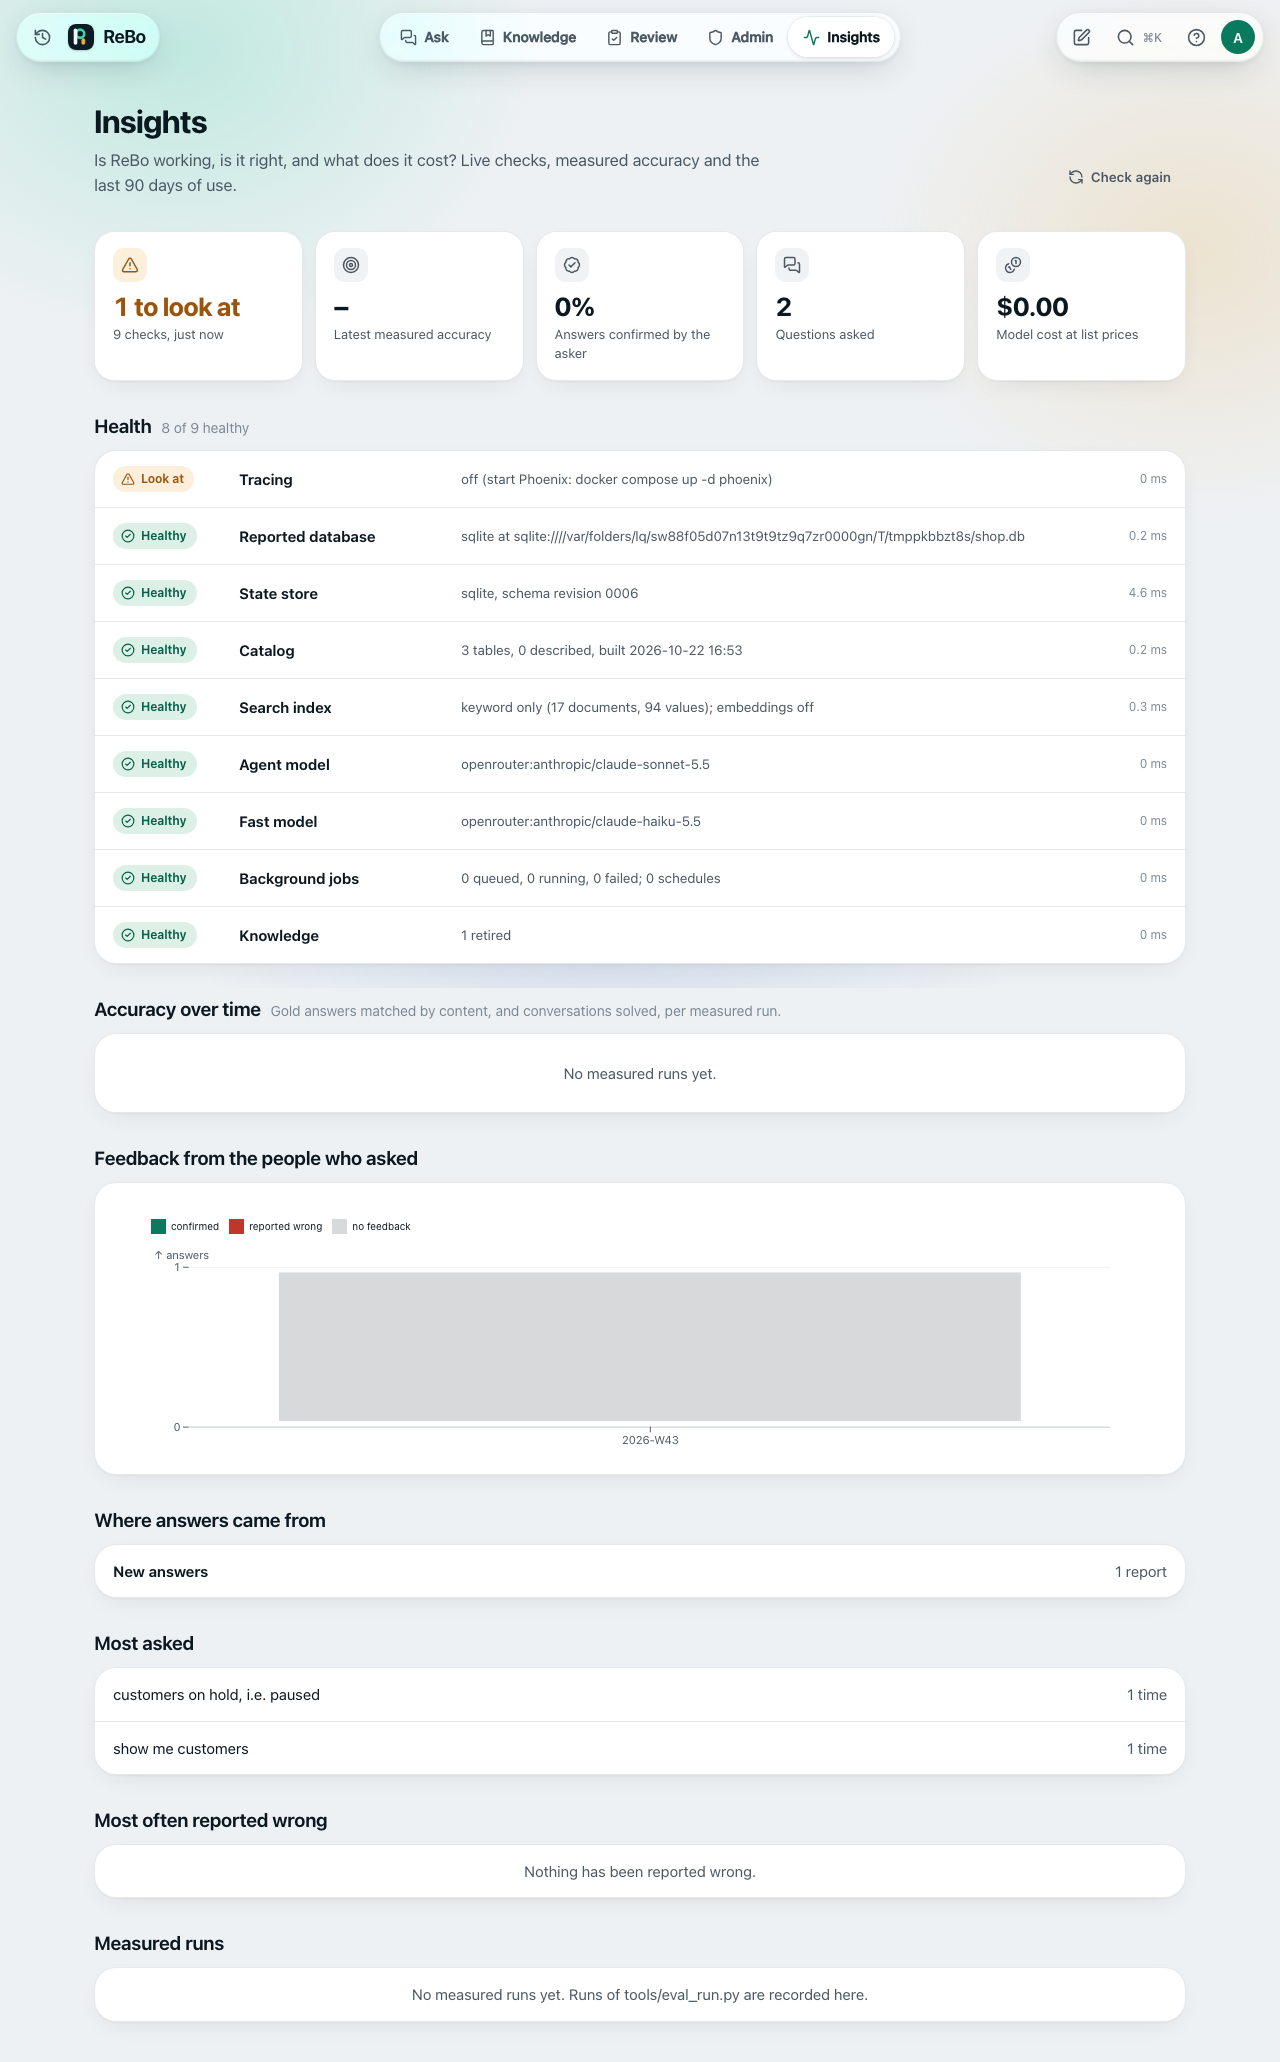 ReBo
Ask
Knowledge
Review
Admin
Insights
⌘K
A
Insights
Is ReBo working, is it right, and what does it cost? Live checks, measured accuracy and the
last 90 days of use.
Check again
1 to look at
9 checks, just now
–
Latest measured accuracy
0%
Answers confirmed by the
asker
2
Questions asked
$0.00
Model cost at list prices
Health 8 of 9 healthy
Look at Tracing off (start Phoenix: docker compose up -d phoenix) 0 ms
Healthy Reported database sqlite at sqlite:////var/folders/lq/sw88f05d07n13t9t9tz9q7zr0000gn/T/tmppkbbzt8s/shop.db 0.2 ms
Healthy State store sqlite, schema revision 0006 4.6 ms
Healthy Catalog 3 tables, 0 described, built 2026-10-22 16:53 0.2 ms
Healthy Search index keyword only (17 documents, 94 values); embeddings off 0.3 ms
Healthy Agent model openrouter:anthropic/claude-sonnet-5.5 0 ms
Healthy Fast model openrouter:anthropic/claude-haiku-5.5 0 ms
Healthy Background jobs 0 queued, 0 running, 0 failed; 0 schedules 0 ms
Healthy Knowledge 1 retired 0 ms
Accuracy over time Gold answers matched by content, and conversations solved, per measured run.
No measured runs yet.
Feedback from the people who asked
confirmed reported wrong no feedback
↑ answers
1
0
2026-W43
Where answers came from
New answers 1 report
Most asked
customers on hold, i.e. paused 1 time
show me customers 1 time
Most often reported wrong
Nothing has been reported wrong.
Measured runs
No measured runs yet. Runs of tools/eval_run.py are recorded here.